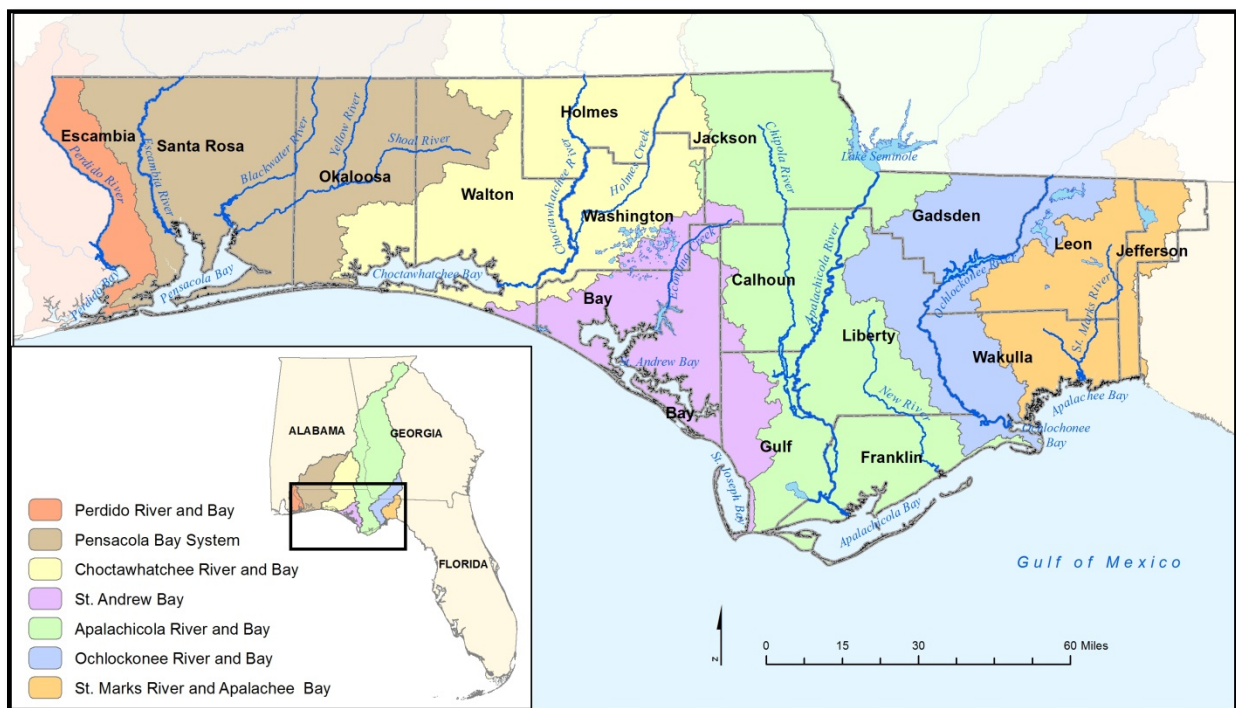 Escambia
Santa Rosa
Okaloosa
Walton
Holmes
Washington
Jackson
Bay
Bay
Calhoun
Gulf
Liberty
Franklin
Gadsden
Leon
Wakulla
Jefferson
Perdido River
Escambia River
Blackwater River
Yellow River
Shoal River
Choctawhatchee River
Holmes Creek
Econfina Creek
Chipola River
Apalachicola River
New River
Ochlockonee River
St. Marks River
Lake Seminole
Perdido Bay
Pensacola Bay
Choctawhatchee Bay
St. Andrew Bay
St. Joseph Bay
Apalachicola Bay
Ochlochonee
Bay
Apalachee Bay
Gulf of Mexico
ALABAMA
GEORGIA
FLORIDA
Perdido River and Bay
Pensacola Bay System
Choctawhatchee River and Bay
St. Andrew Bay
Apalachicola River and Bay
Ochlockonee River and Bay
St. Marks River and Apalachee Bay
N
0 15 30 60 Miles